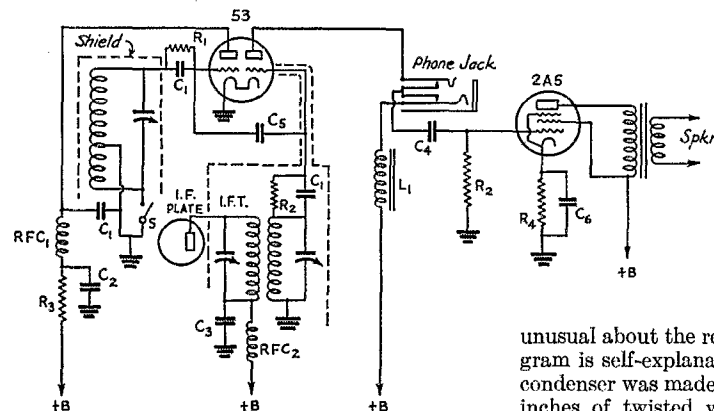 53
Shield
R1
C1
Phone Jack
2A5
C5
C4
Spkr
I.F.
PLATE
I.F.T.
C1
R2
L1
R2
R4
C6
C1
S
RFC1
C2
R3
C3
RFC2
+B
+B
+B
+B
unusual about the re
gram is self-explana
condenser was made
inches of twisted w